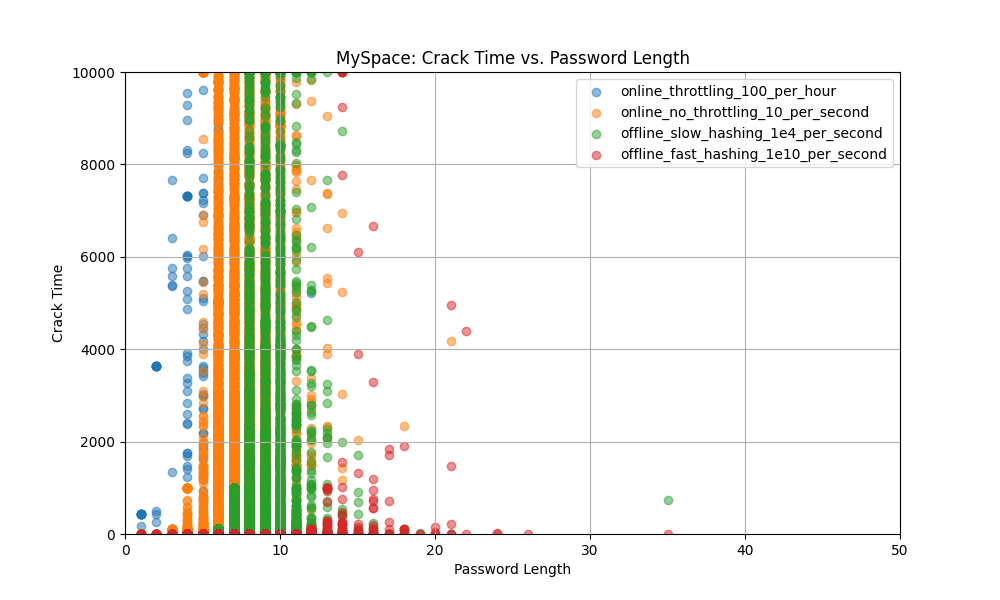 MySpace: Crack Time vs. Password Length
10000
8000
6000
4000
2000
0
Crack Time
online_throttling_100_per_hour
online_no_throttling_10_per_second
offline_slow_hashing_1e4_per_second
offline_fast_hashing_1e10_per_second
0 10 20 30 40 50
Password Length